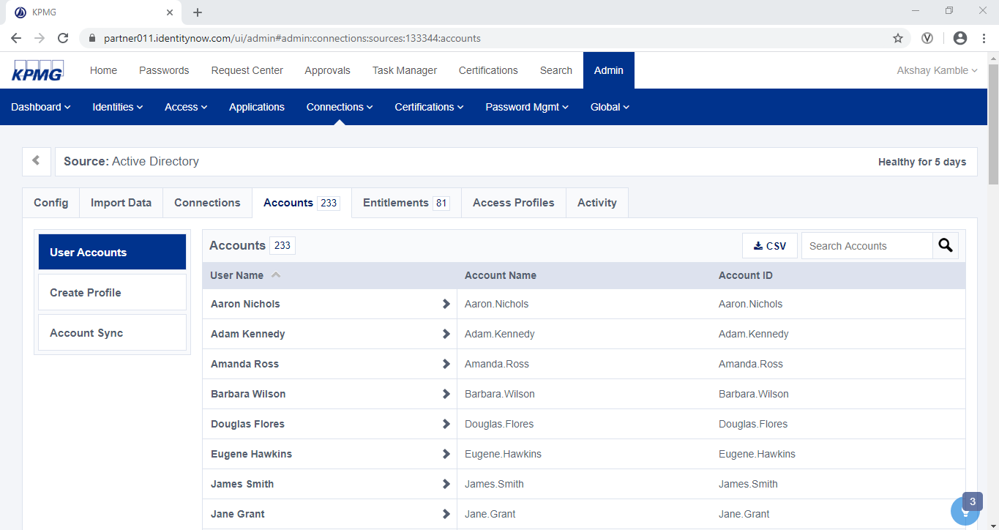 KPMG
partner011.identitynow.com/ui/admin#admin:connections:sources:133344:accounts
KPMG Home Passwords Request Center Approvals Task Manager Certifications Search Admin Akshay Kamble
Dashboard Identities Access Applications Connections Certifications Password Mgmt Global
Source: Active Directory Healthy for 5 days
Config Import Data Connections Accounts 233 Entitlements 81 Access Profiles Activity
User Accounts
Create Profile
Account Sync
Accounts 233 CSV Search Accounts
User Name Account Name Account ID
Aaron Nichols Aaron.Nichols Aaron.Nichols
Adam Kennedy Adam.Kennedy Adam.Kennedy
Amanda Ross Amanda.Ross Amanda.Ross
Barbara Wilson Barbara.Wilson Barbara.Wilson
Douglas Flores Douglas.Flores Douglas.Flores
Eugene Hawkins Eugene.Hawkins Eugene.Hawkins
James Smith James.Smith James.Smith
Jane Grant Jane.Grant Jane.Grant
3